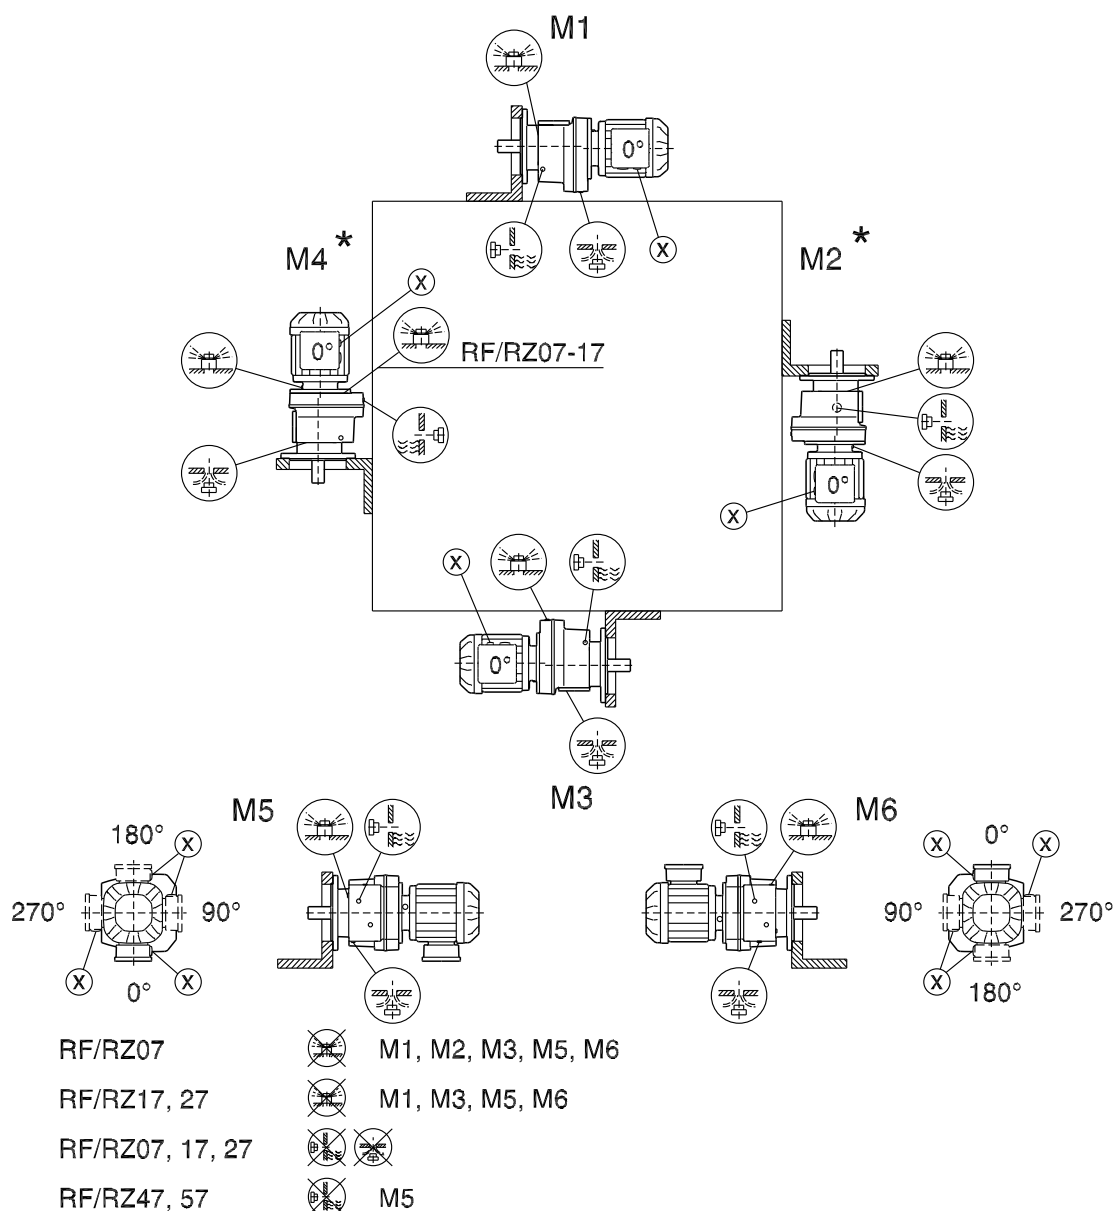 M1
0°
X
M4 *
M2 *
X
0°
RF/RZ07-17
0°
X
X
0°
M3
M5
M6
180°
X
270°
90°
X
0°
X
X
0°
X
90°
270°
X
180°
RF/RZ07 M1, M2, M3, M5, M6
RF/RZ17, 27 M1, M3, M5, M6
RF/RZ07, 17, 27
RF/RZ47, 57 M5